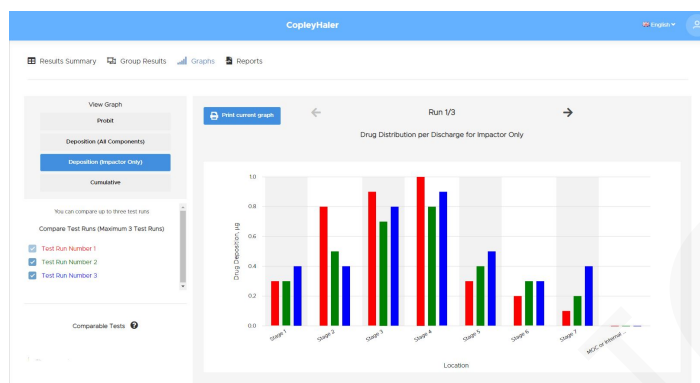 CopleyHaler
English
Results Summary
Group Results
Graphs
Reports
View Graph
Probit
Deposition (All Components)
Deposition (Impactor Only)
Cumulative
You can compare up to three test runs
Compare Test Runs (Maximum 3 Test Runs)
Test Run Number 1
Test Run Number 2
Test Run Number 3
Comparable Tests ?
Print current graph
Run 1/3
Drug Distribution per Discharge for Impactor Only
Drug Deposition, µg
1.0
0.8
0.6
0.4
0.2
0.0
Stage 1
Stage 2
Stage 3
Stage 4
Stage 5
Stage 6
Stage 7
MOC or Internal ...
Location